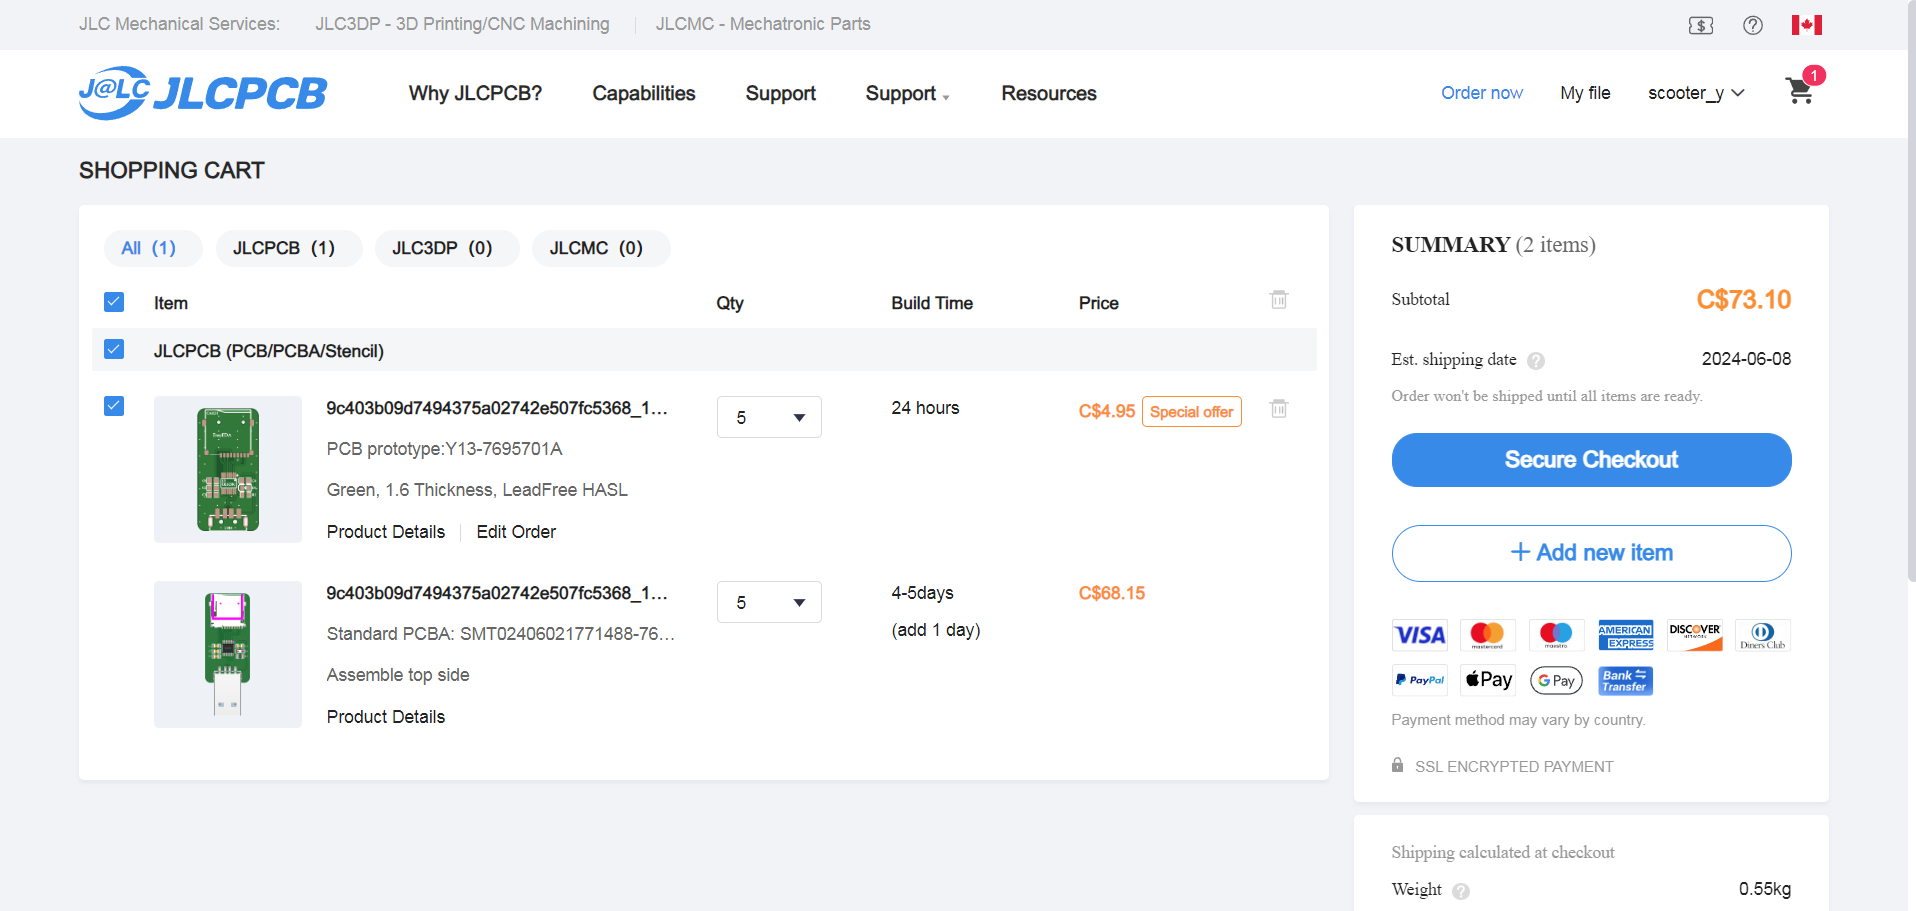 JLC Mechanical Services: JLC3DP - 3D Printing/CNC Machining JLCMC - Mechatronic Parts
J@LC JLCPCB Why JLCPCB? Capabilities Support Support Resources Order now My file scooter_y 1
SHOPPING CART
All (1) JLCPCB (1) JLC3DP (0) JLCMC (0)
Item Qty Build Time Price
JLCPCB (PCB/PCBA/Stencil)
9c403b09d7494375a02742e507fc5368_1... 5 24 hours C$4.95 Special offer
PCB prototype:Y13-7695701A
Green, 1.6 Thickness, LeadFree HASL
Product Details Edit Order
9c403b09d7494375a02742e507fc5368_1... 5 4-5days C$68.15
Standard PCBA: SMT02406021771488-76... (add 1 day)
Assemble top side
Product Details
SUMMARY (2 items)
Subtotal C$73.10
Est. shipping date ? 2024-06-08
Order won't be shipped until all items are ready.
Secure Checkout
+ Add new item
VISA mastercard maestro AMERICAN EXPRESS DISCOVER NETWORK Diners Club
PayPal Pay G Pay Bank Transfer
Payment method may vary by country.
SSL ENCRYPTED PAYMENT
Shipping calculated at checkout
Weight ? 0.55kg